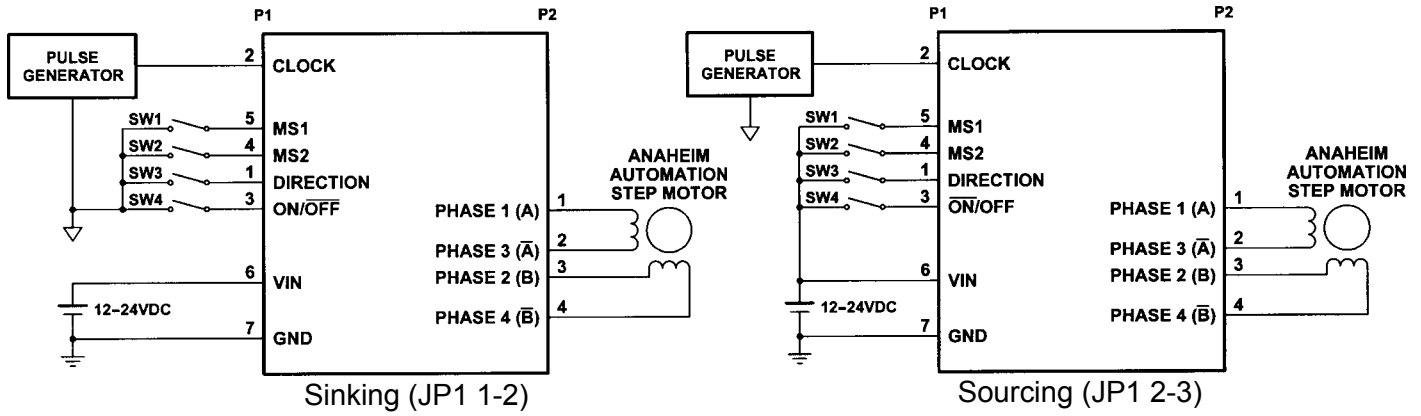 P1
P2
PULSE
GENERATOR
2
CLOCK
SW1
5
MS1
SW2
4
MS2
SW3
1
DIRECTION
SW4
3
ON/O̅F̅F̅
6
VIN
12–24VDC
7
GND
ANAHEIM
AUTOMATION
STEP MOTOR
PHASE 1 (A)
1
PHASE 3 (A̅)
2
PHASE 2 (B)
3
PHASE 4 (B̅)
4
Sinking (JP1 1-2)
P1
P2
PULSE
GENERATOR
2
CLOCK
SW1
5
MS1
SW2
4
MS2
SW3
1
DIRECTION
SW4
3
O̅N̅/OFF
6
VIN
12–24VDC
7
GND
ANAHEIM
AUTOMATION
STEP MOTOR
PHASE 1 (A)
1
PHASE 3 (A̅)
2
PHASE 2 (B)
3
PHASE 4 (B̅)
4
Sourcing (JP1 2-3)